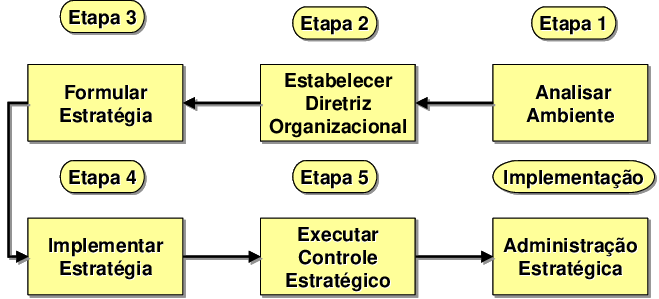 Etapa 3
Etapa 2
Etapa 1
Formular
Estratégia
Estabelecer
Diretriz
Organizacional
Analisar
Ambiente
Etapa 4
Etapa 5
Implementação
Implementar
Estratégia
Executar
Controle
Estratégico
Administração
Estratégica